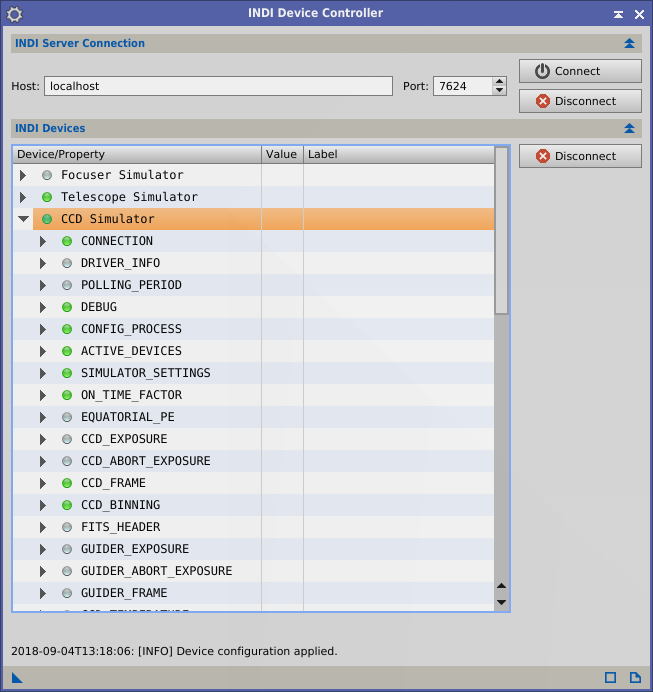 INDI Device Controller
INDI Server Connection
Host: localhost Port: 7624 Connect
Disconnect
INDI Devices
Device/Property Value Label Disconnect
Focuser Simulator
Telescope Simulator
CCD Simulator
CONNECTION
DRIVER_INFO
POLLING_PERIOD
DEBUG
CONFIG_PROCESS
ACTIVE_DEVICES
SIMULATOR_SETTINGS
ON_TIME_FACTOR
EQUATORIAL_PE
CCD_EXPOSURE
CCD_ABORT_EXPOSURE
CCD_FRAME
CCD_BINNING
FITS_HEADER
GUIDER_EXPOSURE
GUIDER_ABORT_EXPOSURE
GUIDER_FRAME
2018-09-04T13:18:06: [INFO] Device configuration applied.